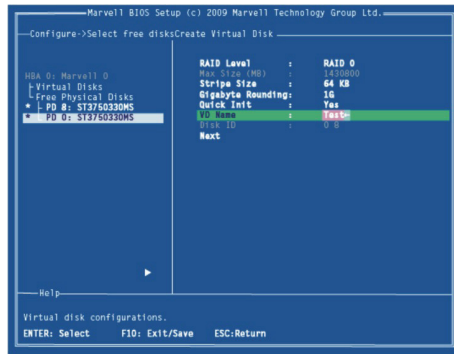 Marvell BIOS Setup (c) 2009 Marvell Technology Group Ltd.
Configure->Select free disksCreate Virtual Disk
HBA 0: Marvell 0
Virtual Disks
Free Physical Disks
* PD 8: ST3750330MS
* PD 0: ST3750330MS
RAID Level : RAID 0
Max Size (MB) : 1430800
Stripe Size : 64 KB
Gigabyte Rounding: 1G
Quick Init : Yes
VD Name : Test
Disk ID : 0 8
Next
Help
Virtual disk configurations.
ENTER: Select F10: Exit/Save ESC:Return